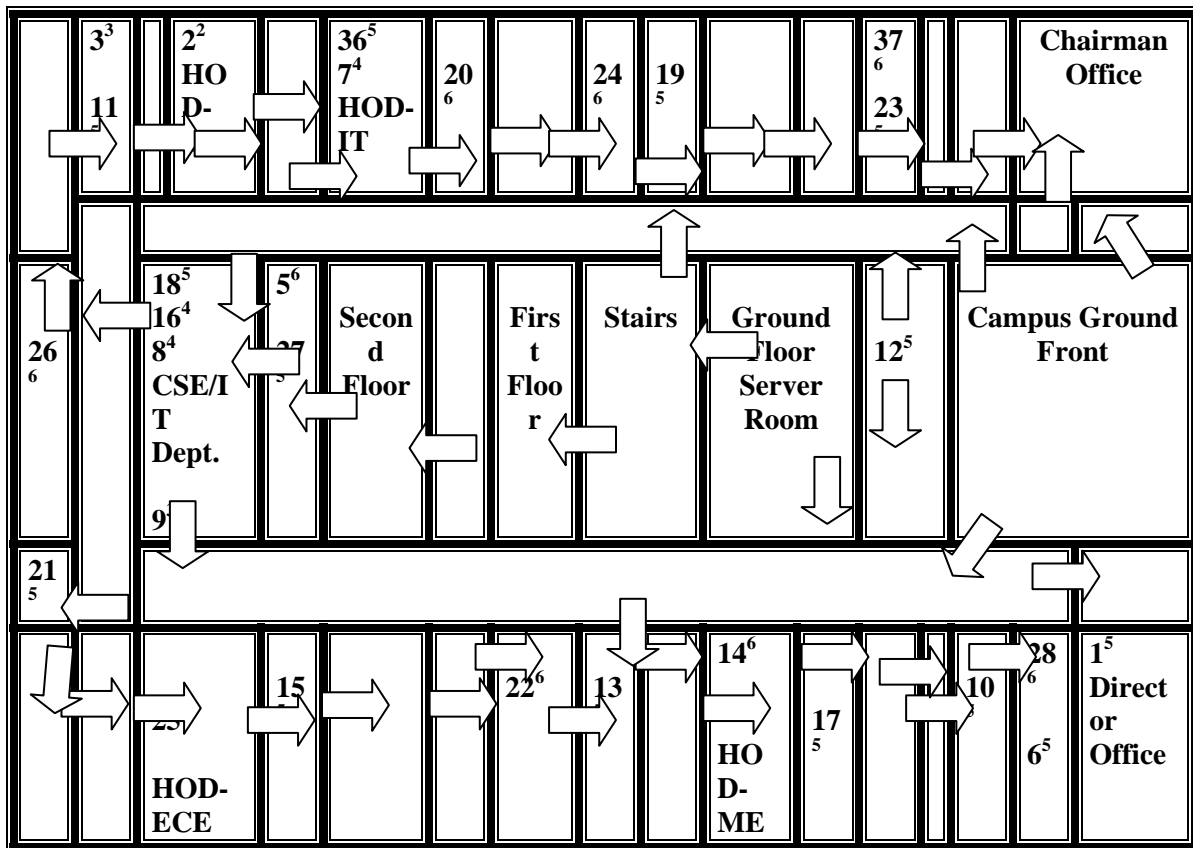 3³
11
2²
HO
D-
36⁵
7⁴
HOD-
IT
20
⁶
24
⁶
19
⁵
37
⁶
23
Chairman
Office
26
⁶
18⁵
16⁴
8⁴
CSE/I
T
Dept.
9
5⁶
Secon
d
Floor
Firs
t
Floo
r
Stairs
Ground
Floor
Server
Room
12⁵
Campus Ground
Front
21
⁵
HOD-
ECE
15
22⁶
13
14⁶
HO
D-
ME
17
⁵
10
⁶
6⁵
1⁵
Direct
or
Office